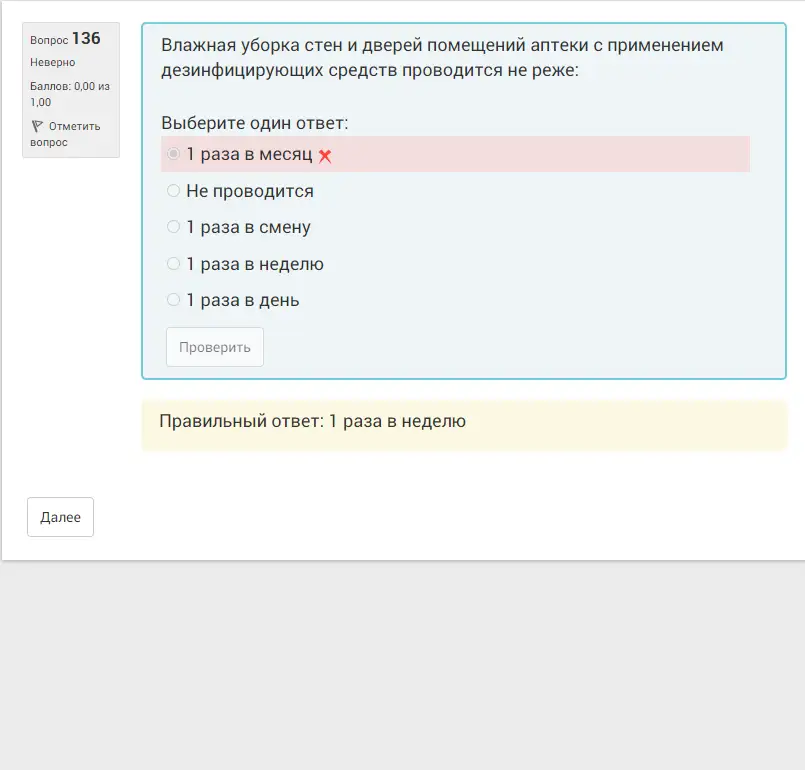 Вопрос 136
Неверно
Баллов: 0,00 из
1,00
Отметить
вопрос
Влажная уборка стен и дверей помещений аптеки с применением
дезинфицирующих средств проводится не реже:
Выберите один ответ:
1 раза в месяц
Не проводится
1 раза в смену
1 раза в неделю
1 раза в день
Проверить
Правильный ответ: 1 раза в неделю
Далее